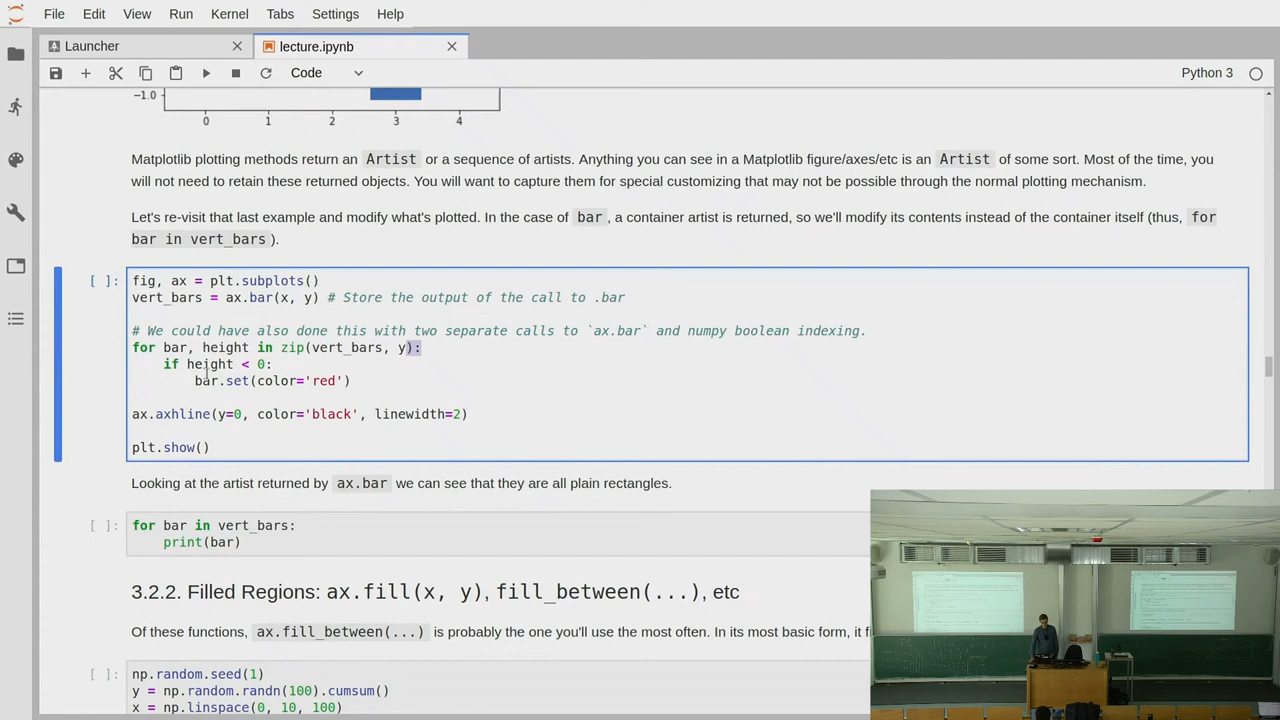 File Edit View Run Kernel Tabs Settings Help
Launcher
lecture.ipynb
Code
Python 3
−1.0
0 1 2 3 4
Matplotlib plotting methods return an Artist or a sequence of artists. Anything you can see in a Matplotlib figure/axes/etc is an Artist of some sort. Most of the time, you
will not need to retain these returned objects. You will want to capture them for special customizing that may not be possible through the normal plotting mechanism.
Let's re-visit that last example and modify what's plotted. In the case of bar, a container artist is returned, so we'll modify its contents instead of the container itself (thus, for
bar in vert_bars).
[ ]: fig, ax = plt.subplots()
vert_bars = ax.bar(x, y) # Store the output of the call to .bar
# We could have also done this with two separate calls to `ax.bar` and numpy boolean indexing.
for bar, height in zip(vert_bars, y):
if height < 0:
bar.set(color='red')
ax.axhline(y=0, color='black', linewidth=2)
plt.show()
Looking at the artist returned by ax.bar we can see that they are all plain rectangles.
[ ]: for bar in vert_bars:
print(bar)
3.2.2. Filled Regions: ax.fill(x, y), fill_between(...), etc
Of these functions, ax.fill_between(...) is probably the one you'll use the most often. In its most basic form, it
[ ]: np.random.seed(1)
y = np.random.randn(100).cumsum()
x = np.linspace(0, 10, 100)